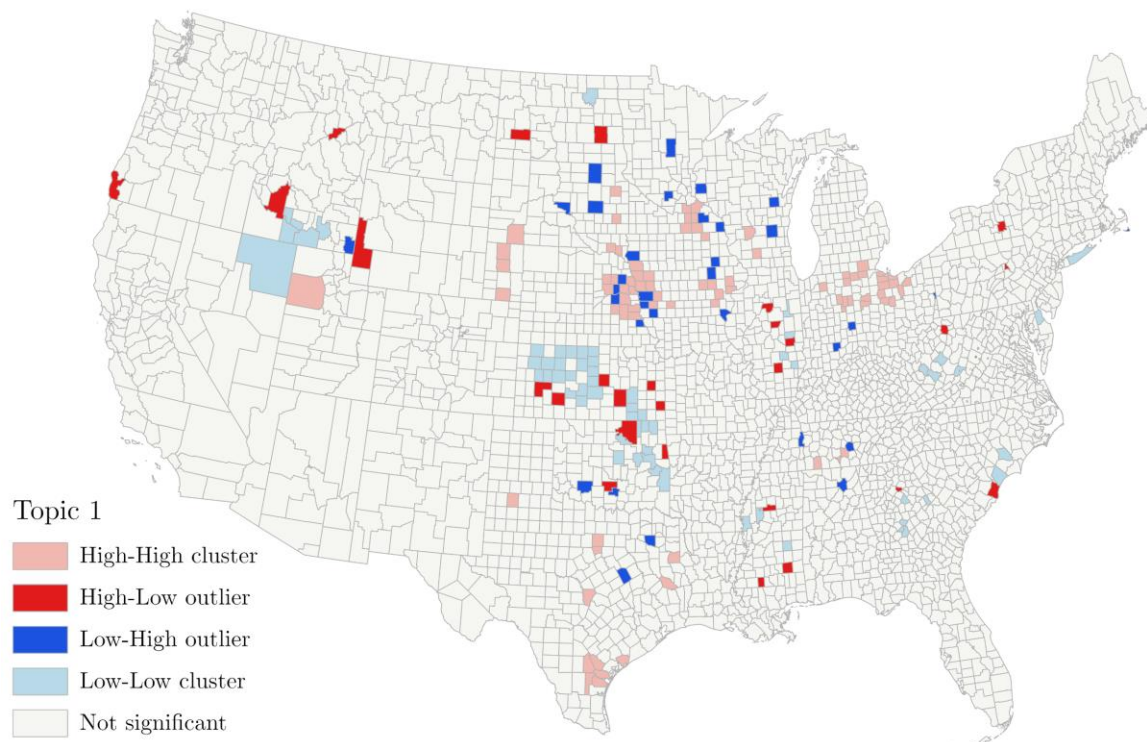 Topic 1
High-High cluster
High-Low outlier
Low-High outlier
Low-Low cluster
Not significant